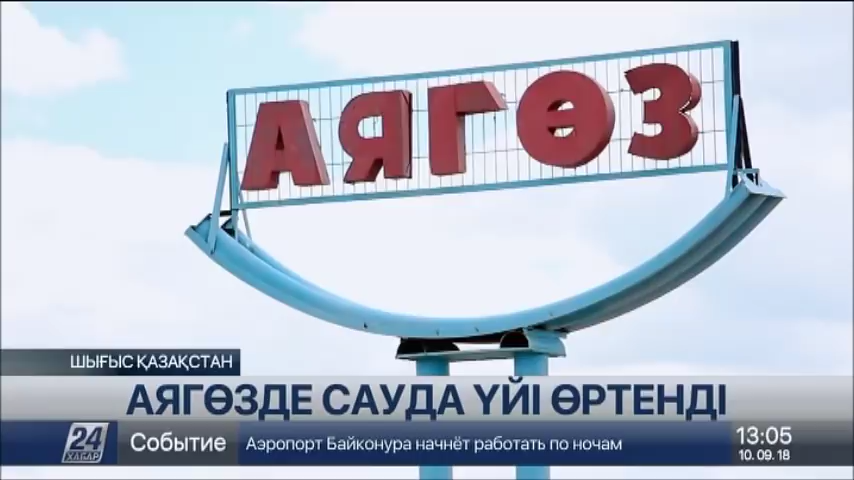 АЯГӨЗ
ШЫҒЫС ҚАЗАҚСТАН
АЯГӨЗДЕ САУДА ҮЙІ ӨРТЕНДІ
24
ХАБАР
Событие
Аэропорт Байконура начнёт работать по ночам
13:05
10.09.18